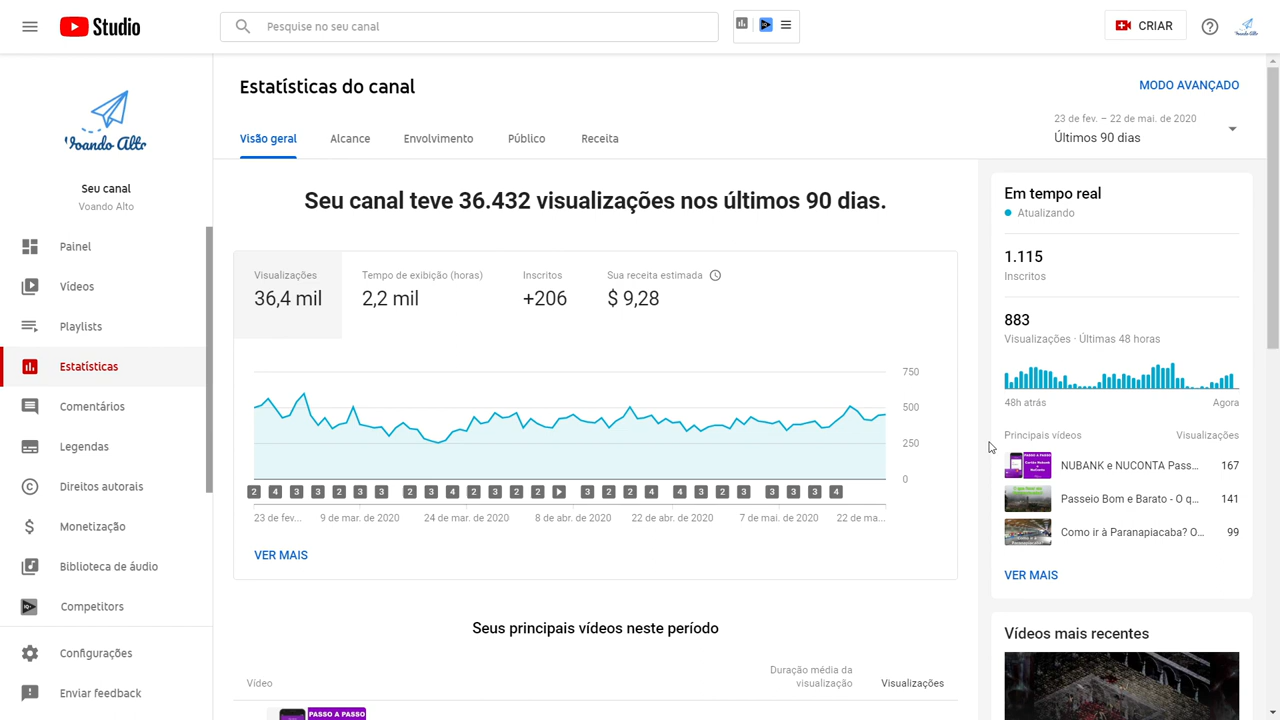 Studio
Pesquise no seu canal
CRIAR
Voando Alto
Seu canal
Voando Alto
Painel
Vídeos
Playlists
Estatísticas
Comentários
Legendas
Direitos autorais
Monetização
Biblioteca de áudio
Competitors
Configurações
Enviar feedback
Estatísticas do canal
MODO AVANÇADO
Visão geral
Alcance
Envolvimento
Público
Receita
23 de fev. – 22 de mai. de 2020
Últimos 90 dias
Seu canal teve 36.432 visualizações nos últimos 90 dias.
Visualizações
36,4 mil
Tempo de exibição (horas)
2,2 mil
Inscritos
+206
Sua receita estimada
$ 9,28
750
500
250
0
2 4 3 3 2 3 3 2 3 4 2 3 2 2 3 2 2 4 4 3 2 3 3 3 3 4
23 de fev... 9 de mar. de 2020 24 de mar. de 2020 8 de abr. de 2020 22 de abr. de 2020 7 de mai. de 2020 22 de ma...
VER MAIS
Seus principais vídeos neste período
Vídeo
Duração média da
visualização
Visualizações
PASSO A PASSO
Em tempo real
Atualizando
1.115
Inscritos
883
Visualizações · Últimas 48 horas
48h atrás Agora
Principais vídeos Visualizações
PASSO A PASSO
NUBANK e NUCONTA Pass... 167
Passeio Bom e Barato - O q... 141
Como ir à Paranapiacaba? O... 99
VER MAIS
Vídeos mais recentes